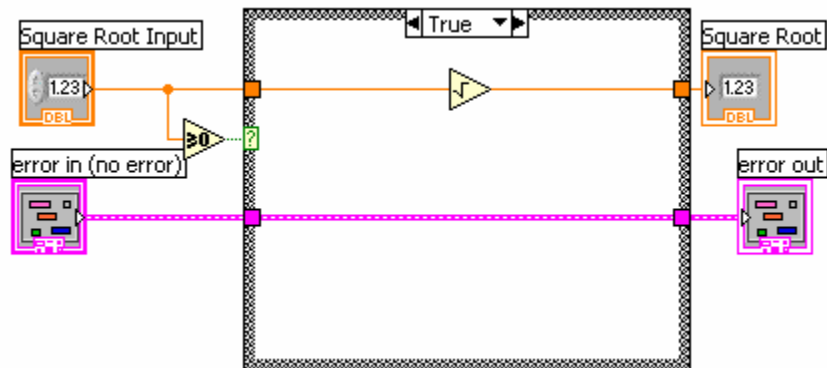 True
Square Root Input
Square Root
1.23
1.23
DBL
DBL
≥0
?
error in (no error)
error out